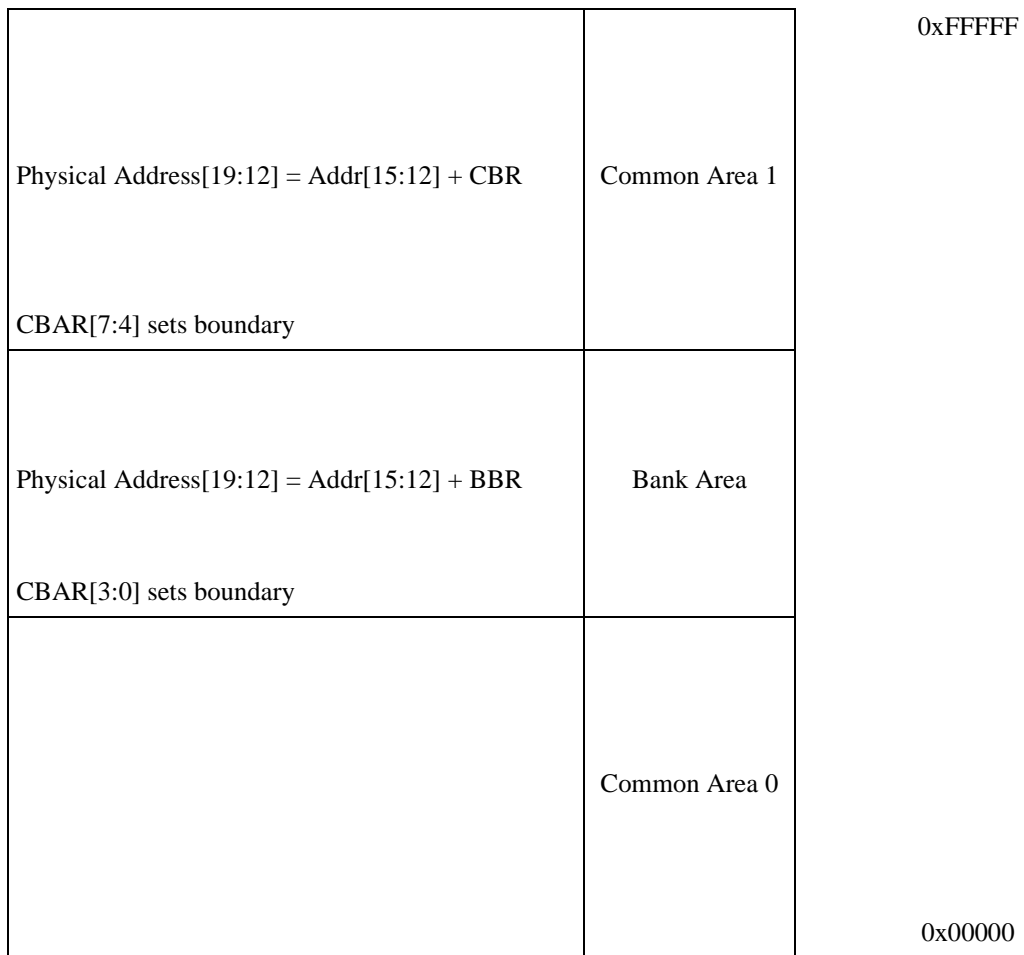 0xFFFFF
Physical Address[19:12] = Addr[15:12] + CBR
Common Area 1
CBAR[7:4] sets boundary
Physical Address[19:12] = Addr[15:12] + BBR
Bank Area
CBAR[3:0] sets boundary
Common Area 0
0x00000